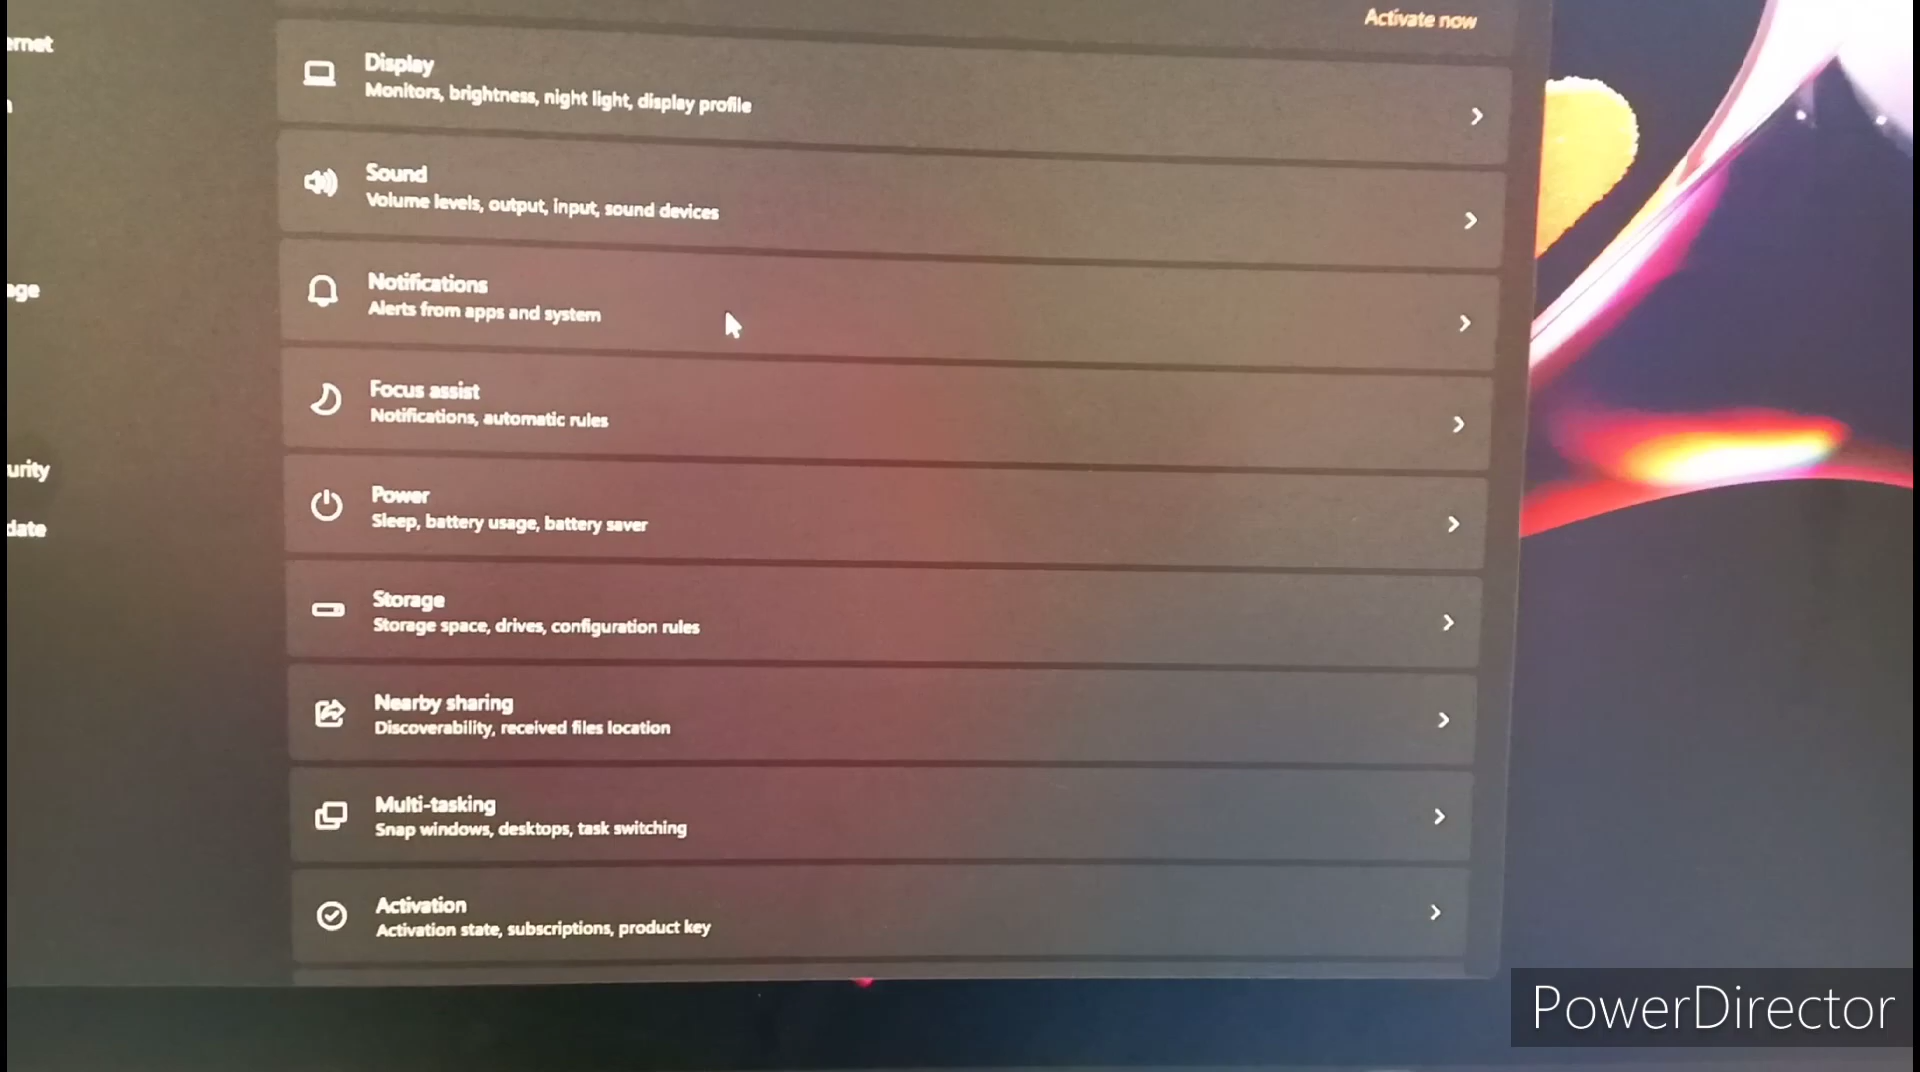 Activate now
Display
Monitors, brightness, night light, display profile
Sound
Volume levels, output, input, sound devices
Notifications
Alerts from apps and system
Focus assist
Notifications, automatic rules
Power
Sleep, battery usage, battery saver
Storage
Storage space, drives, configuration rules
Nearby sharing
Discoverability, received files location
Multi-tasking
Snap windows, desktops, task switching
Activation
Activation state, subscriptions, product key
PowerDirector